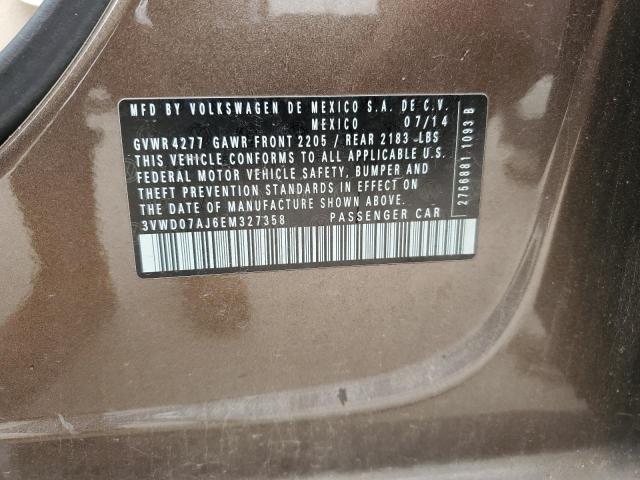 MFD BY VOLKSWAGEN DE MEXICO S.A. DE C.V.
MEXICO 07/14
GVWR 4277 GAWR FRONT 2205 / REAR 2183 LBS
THIS VEHICLE CONFORMS TO ALL APPLICABLE U.S.
FEDERAL MOTOR VEHICLE SAFETY, BUMPER AND
THEFT PREVENTION STANDARDS IN EFFECT ON
THE DATE OF MANUFACTURE SHOWN ABOVE.
3VWD07AJ6EM327358 PASSENGER CAR
2756881 1093 B